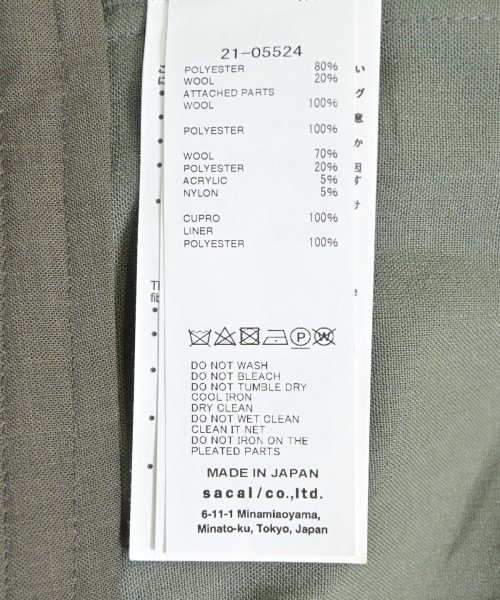 21-05524
POLYESTER 80%
WOOL 20%
ATTACHED PARTS
WOOL 100%
POLYESTER 100%
WOOL 70%
POLYESTER 20%
ACRYLIC 5%
NYLON 5%
CUPRO 100%
LINER
POLYESTER 100%
P W
DO NOT WASH
DO NOT BLEACH
DO NOT TUMBLE DRY
COOL IRON
DRY CLEAN
DO NOT WET CLEAN
CLEAN IT NET
DO NOT IRON ON THE
PLEATED PARTS
MADE IN JAPAN
sacai/co.,ltd.
6-11-1 Minamiaoyama,
Minato-ku, Tokyo, Japan